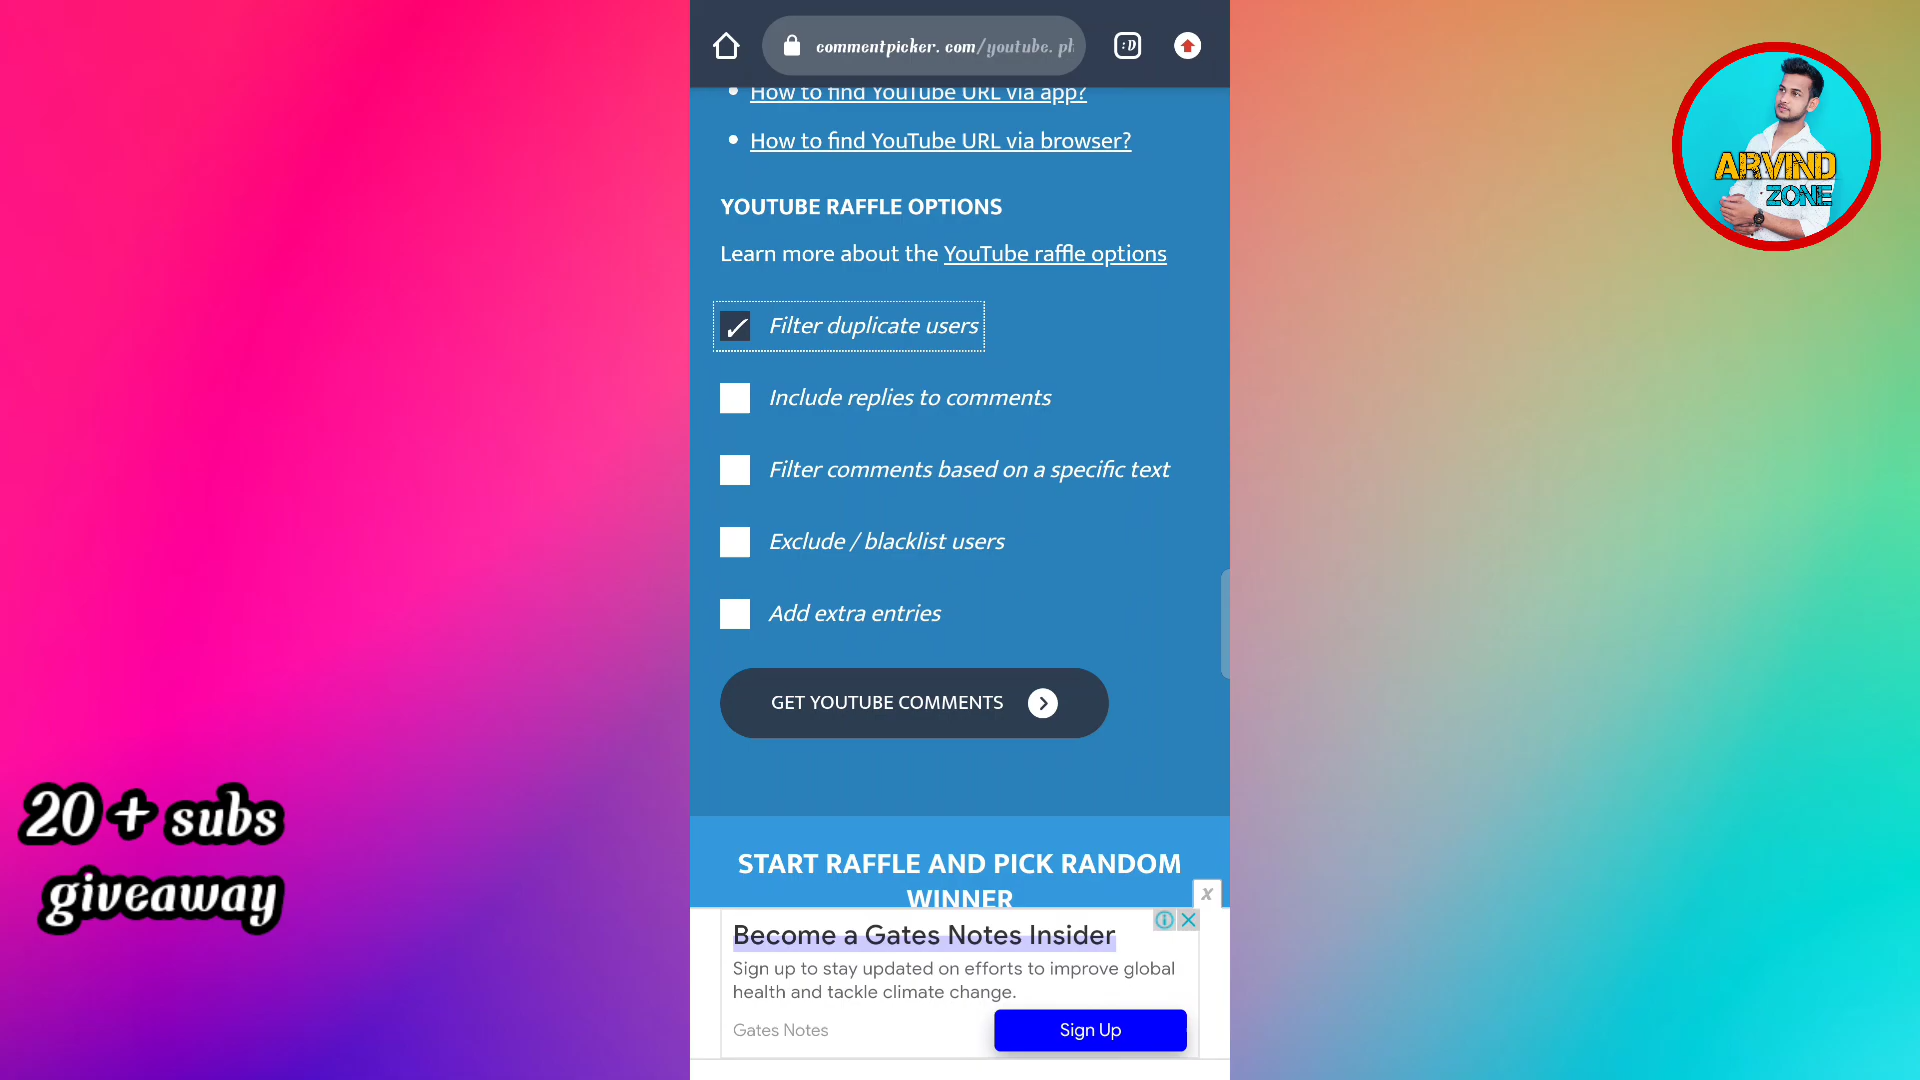 commentpicker.com/youtube.ph
:D
How to find YouTube URL via app?
How to find YouTube URL via browser?
YOUTUBE RAFFLE OPTIONS
Learn more about the YouTube raffle options
Filter duplicate users
Include replies to comments
Filter comments based on a specific text
Exclude / blacklist users
Add extra entries
GET YOUTUBE COMMENTS
START RAFFLE AND PICK RANDOM
WINNER
X
Become a Gates Notes Insider
Sign up to stay updated on efforts to improve global
health and tackle climate change.
Gates Notes
Sign Up
20 + subs
giveaway
ARVIND
ZONE